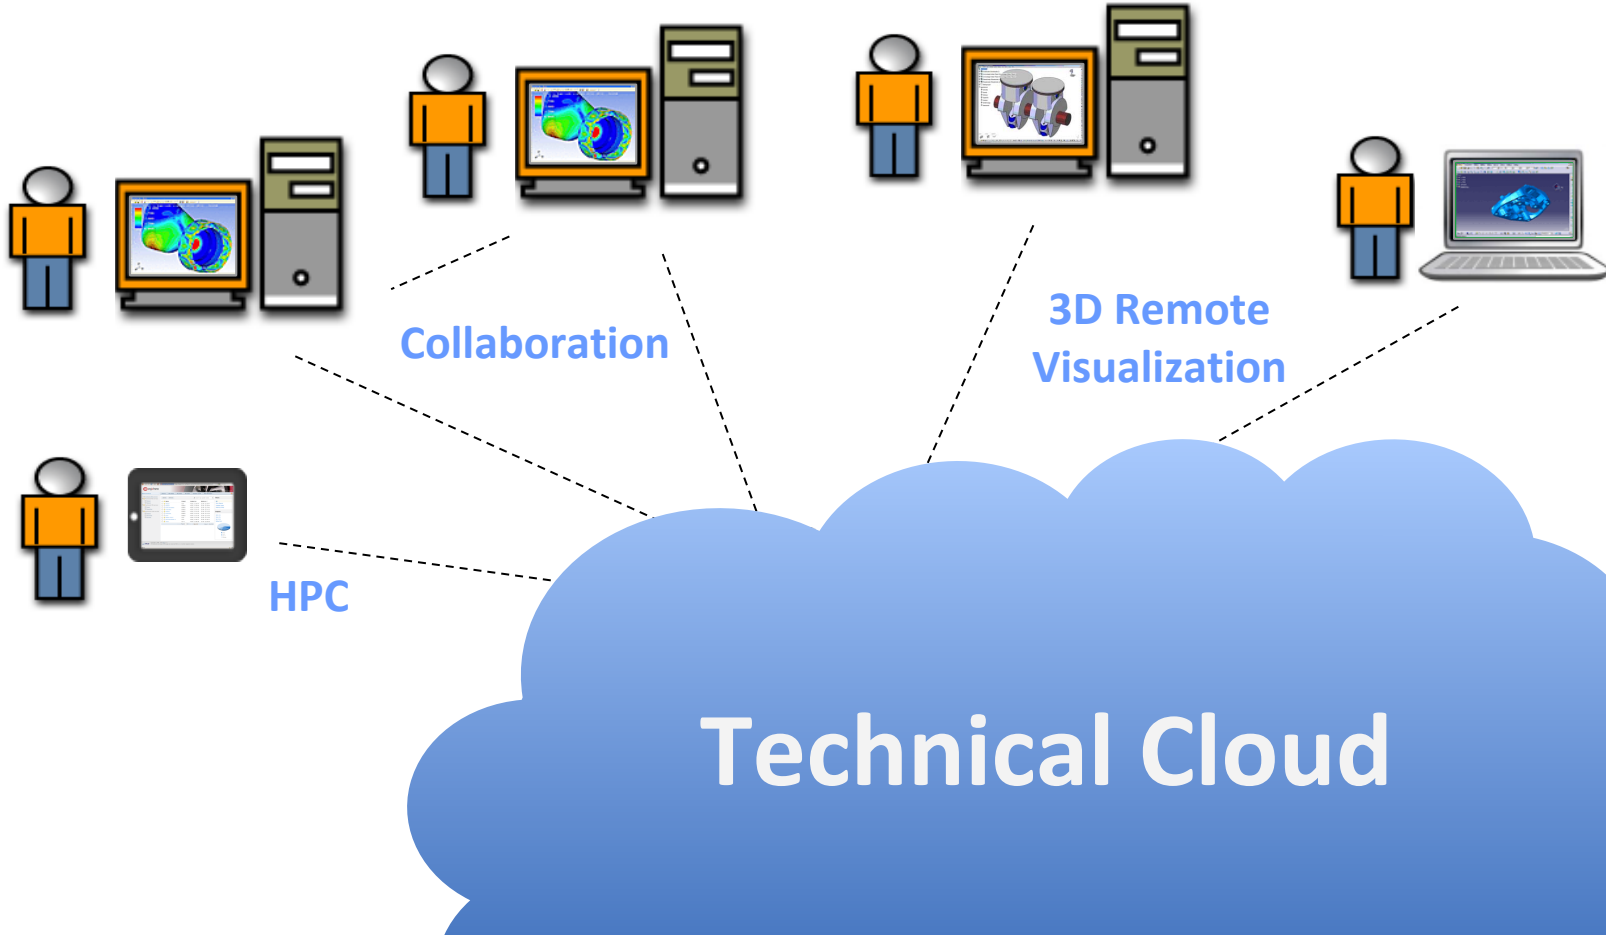 Collaboration
3D Remote
Visualization
HPC
Technical Cloud